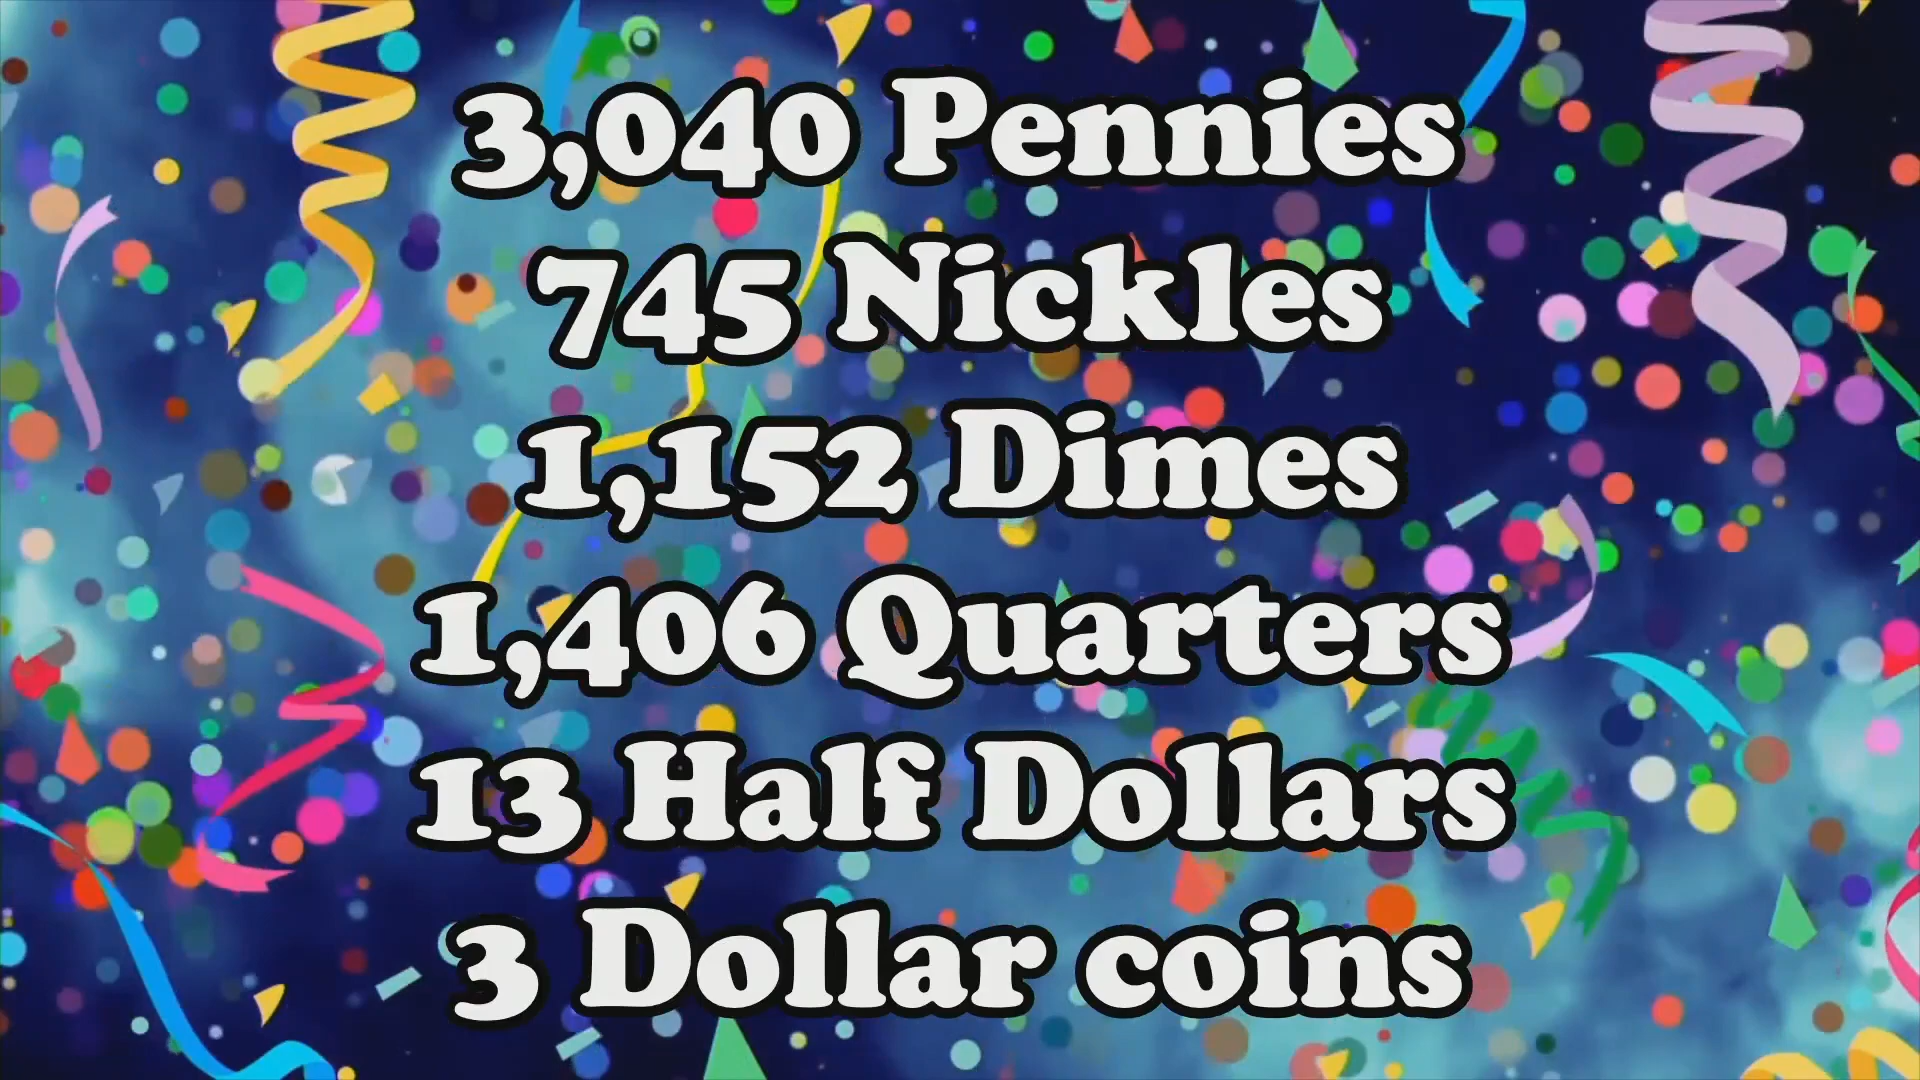 3,040 Pennies
745 Nickles
1,152 Dimes
1,406 Quarters
13 Half Dollars
3 Dollar coins